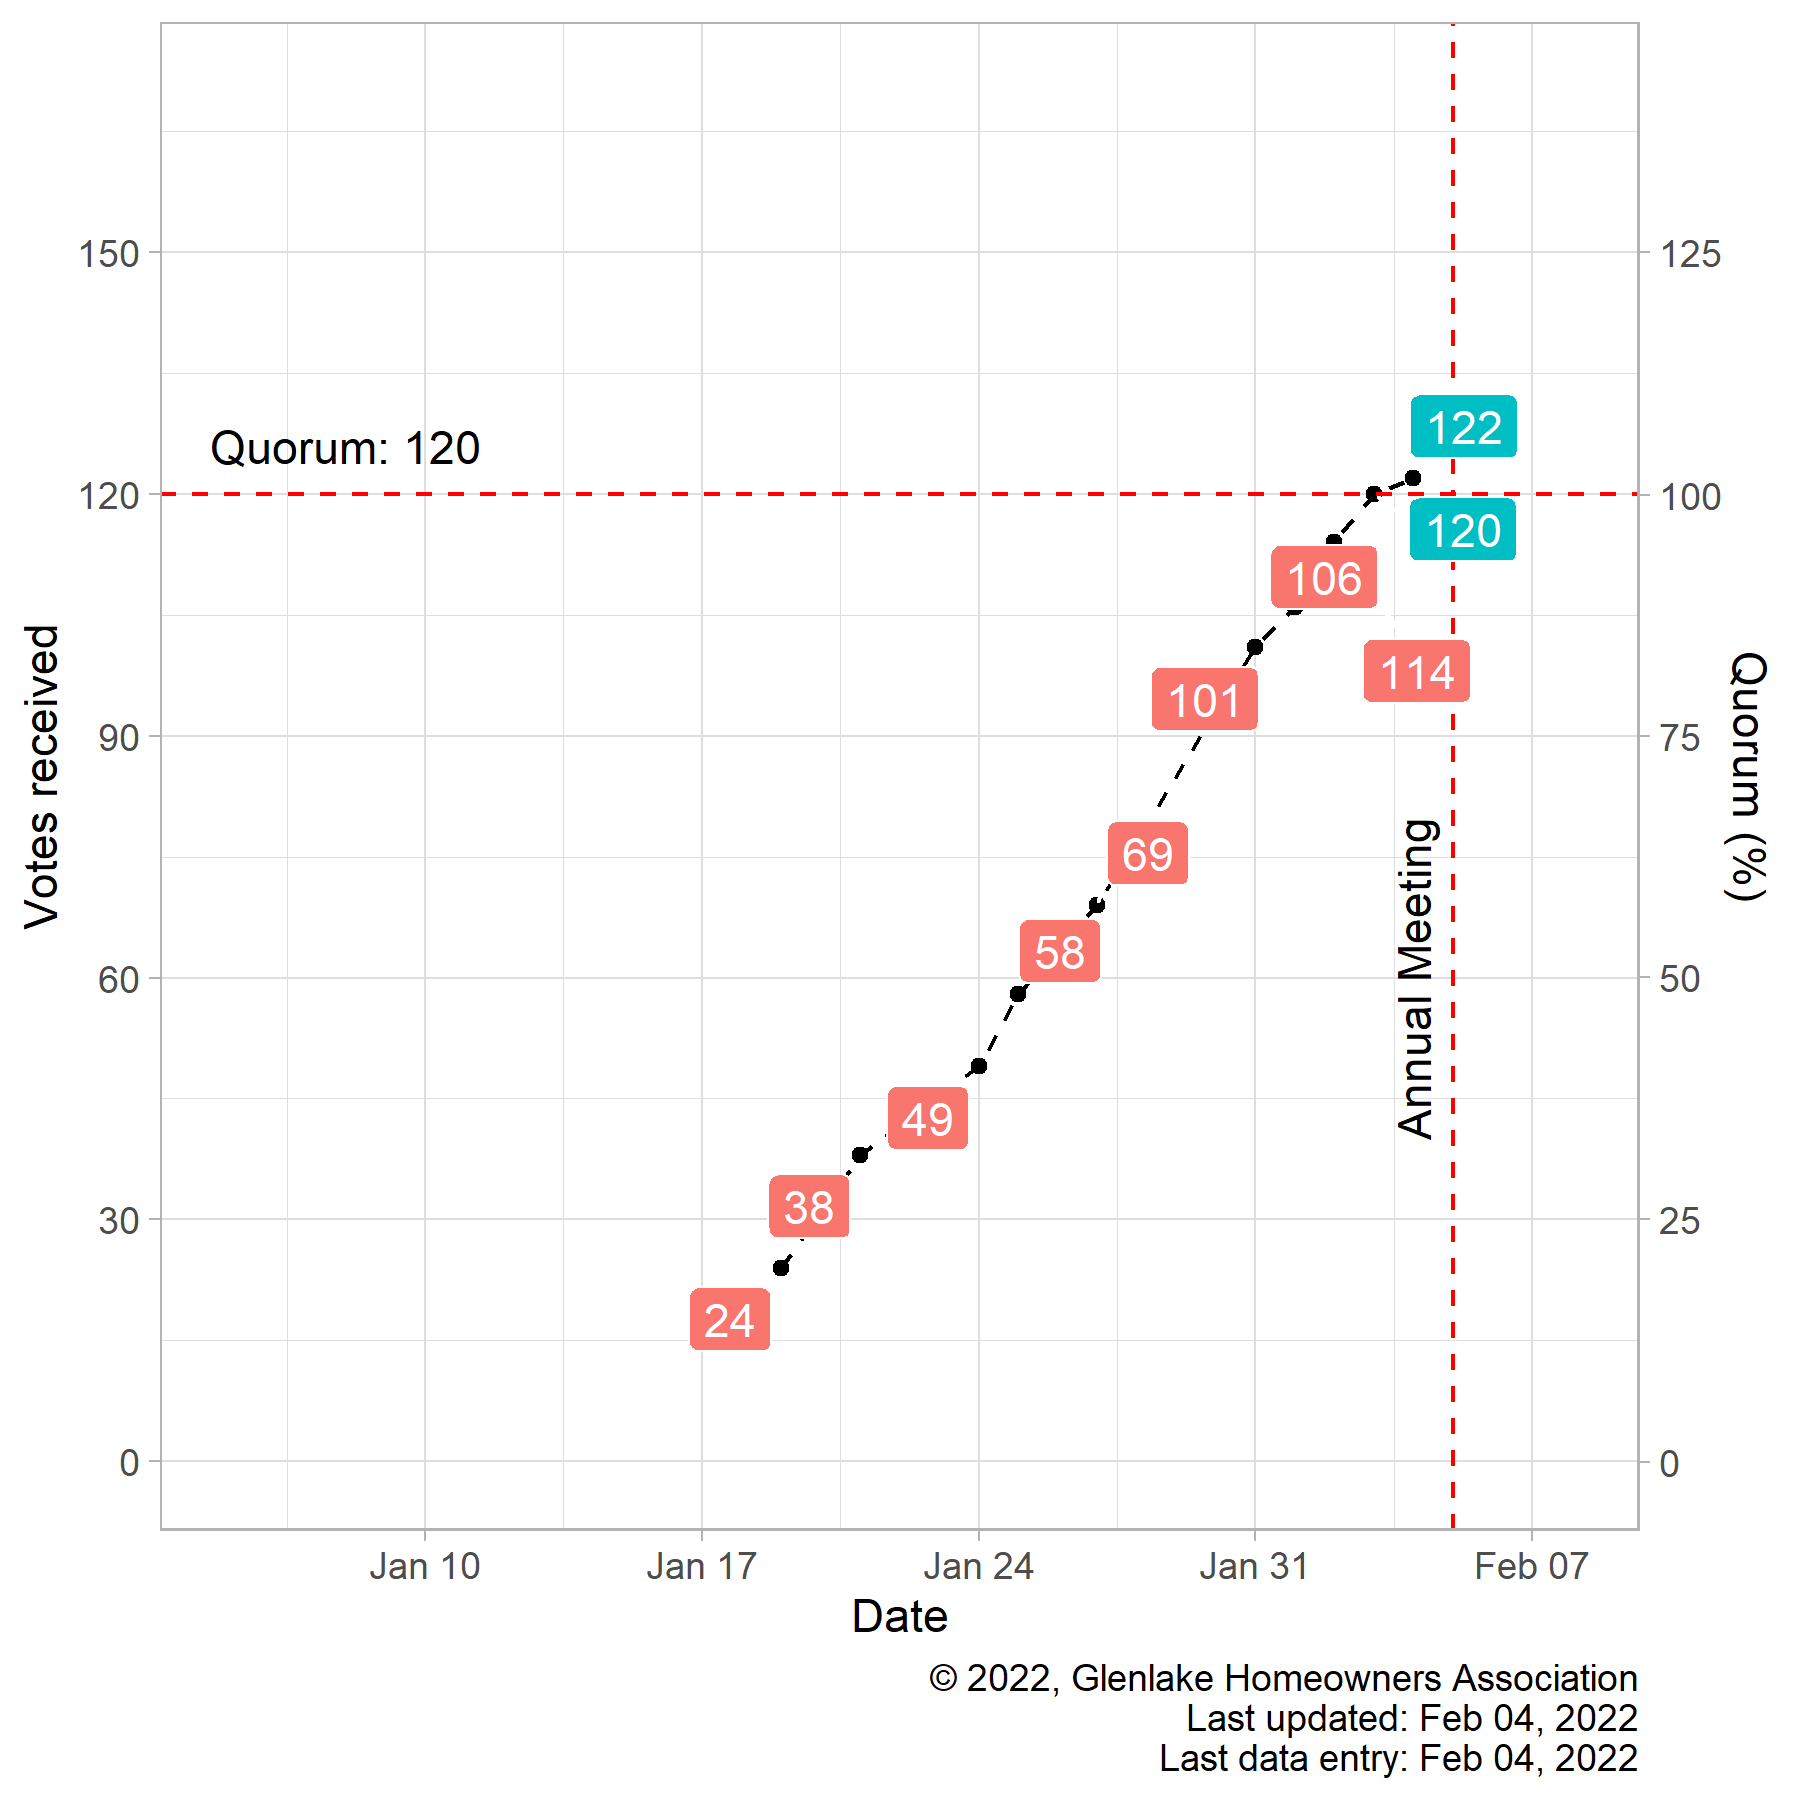 150
120
90
60
30
0
Votes received
Quorum: 120
122
120
106
114
101
69
58
49
38
24
Annual Meeting
125
100
75
50
25
0
Quorum (%)
Jan 10
Jan 17
Jan 24
Jan 31
Feb 07
Date
© 2022, Glenlake Homeowners Association
Last updated: Feb 04, 2022
Last data entry: Feb 04, 2022